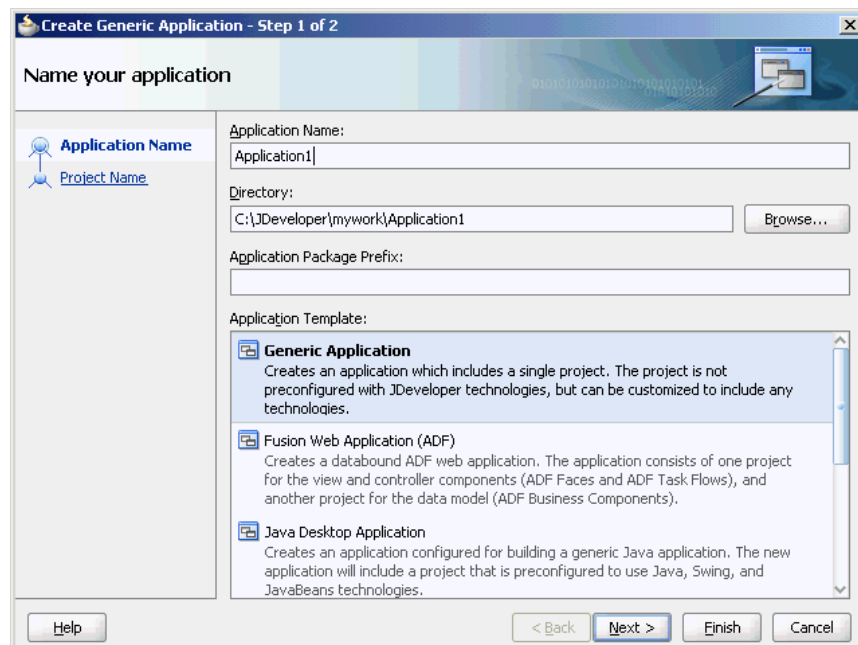 Create Generic Application - Step 1 of 2
Name your application
Application Name
Project Name
Application Name:
Application1
Directory:
C:\JDeveloper\mywork\Application1
Browse...
Application Package Prefix:
Application Template:
Generic Application
Creates an application which includes a single project. The project is not
preconfigured with JDeveloper technologies, but can be customized to include any
technologies.
Fusion Web Application (ADF)
Creates a databound ADF web application. The application consists of one project
for the view and controller components (ADF Faces and ADF Task Flows), and
another project for the data model (ADF Business Components).
Java Desktop Application
Creates an application configured for building a generic Java application. The new
application will include a project that is preconfigured to use Java, Swing, and
JavaBeans technologies.
Help
< Back
Next >
Finish
Cancel